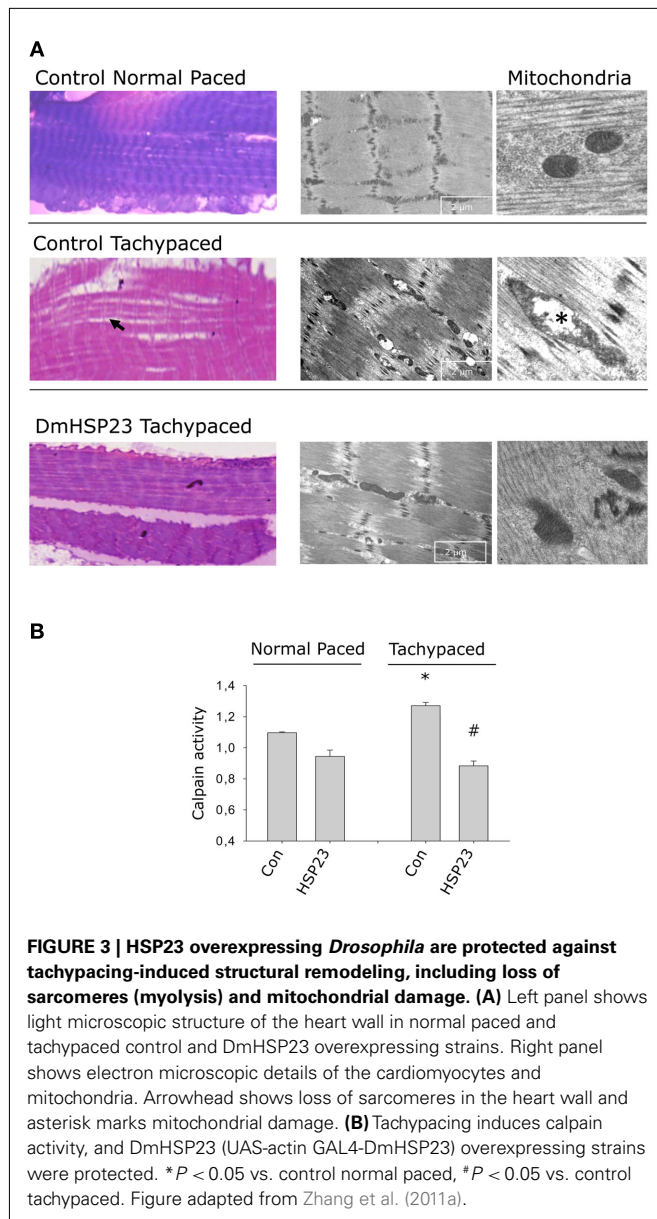 A
Control Normal Paced
Mitochondria
2 µm
Control Tachypaced
2 µm
*
DmHSP23 Tachypaced
2 µm
B
Normal Paced
Tachypaced
Calpain activity
1,4
1,2
1,0
0,8
0,6
0,4
*
#
Con
HSP23
Con
HSP23
FIGURE 3 | HSP23 overexpressing Drosophila are protected against
tachypacing-induced structural remodeling, including loss of
sarcomeres (myolysis) and mitochondrial damage. (A) Left panel shows
light microscopic structure of the heart wall in normal paced and
tachypaced control and DmHSP23 overexpressing strains. Right panel
shows electron microscopic details of the cardiomyocytes and
mitochondria. Arrowhead shows loss of sarcomeres in the heart wall and
asterisk marks mitochondrial damage. (B) Tachypacing induces calpain
activity, and DmHSP23 (UAS-actin GAL4-DmHSP23) overexpressing strains
were protected. *P < 0.05 vs. control normal paced, #P < 0.05 vs. control
tachypaced. Figure adapted from Zhang et al. (2011a).